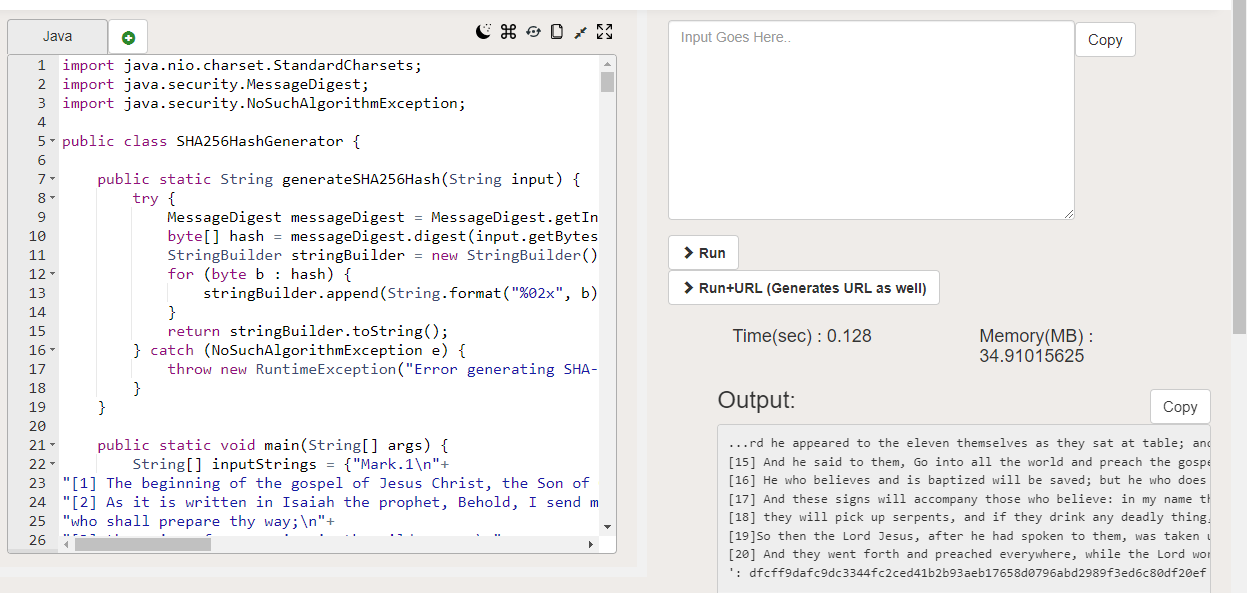 Java
1 import java.nio.charset.StandardCharsets;
2 import java.security.MessageDigest;
3 import java.security.NoSuchAlgorithmException;
4
5 public class SHA256HashGenerator {
6
7 public static String generateSHA256Hash(String input) {
8 try {
9 MessageDigest messageDigest = MessageDigest.getIn
10 byte[] hash = messageDigest.digest(input.getBytes
11 StringBuilder stringBuilder = new StringBuilder()
12 for (byte b : hash) {
13 stringBuilder.append(String.format("%02x", b)
14 }
15 return stringBuilder.toString();
16 } catch (NoSuchAlgorithmException e) {
17 throw new RuntimeException("Error generating SHA-
18 }
19 }
20
21 public static void main(String[] args) {
22 String[] inputStrings = {"Mark.1\n"+
23 "[1] The beginning of the gospel of Jesus Christ, the Son of
24 "[2] As it is written in Isaiah the prophet, Behold, I send m
25 "who shall prepare thy way;\n"+
26
Input Goes Here..
Copy
Run
Run+URL (Generates URL as well)
Time(sec) : 0.128
Memory(MB) :
34.91015625
Output:
Copy
...rd he appeared to the eleven themselves as they sat at table; and
[15] And he said to them, Go into all the world and preach the gospe
[16] He who believes and is baptized will be saved; but he who does
[17] And these signs will accompany those who believe: in my name th
[18] they will pick up serpents, and if they drink any deadly thing,
[19]So then the Lord Jesus, after he had spoken to them, was taken u
[20] And they went forth and preached everywhere, while the Lord wor
': dfcff9dafc9dc3344fc2ced41b2b93aeb17658d0796abd2989f3ed6c80df20ef